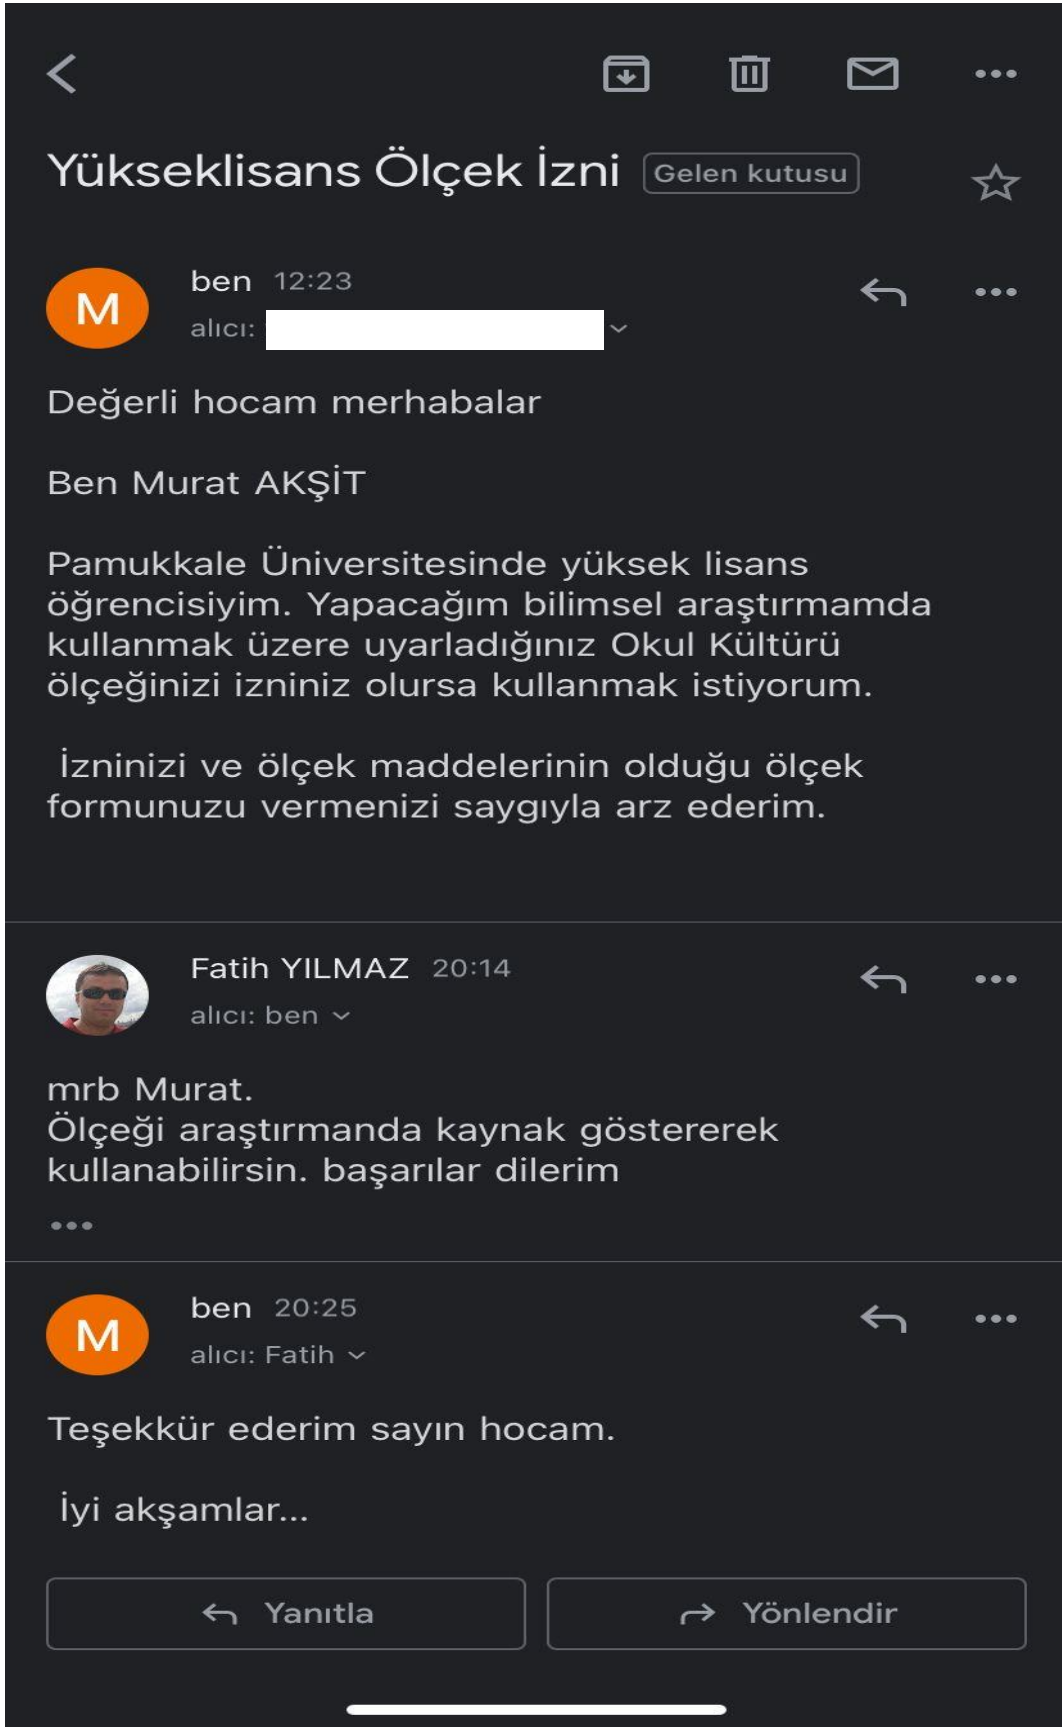 Yükseklisans Ölçek İzni Gelen kutusu
M
ben 12:23
alıcı:
Değerli hocam merhabalar
Ben Murat AKŞİT
Pamukkale Üniversitesinde yüksek lisans
öğrencisiyim. Yapacağım bilimsel araştırmamda
kullanmak üzere uyarladığınız Okul Kültürü
ölçeğinizi izniniz olursa kullanmak istiyorum.
İzninizi ve ölçek maddelerinin olduğu ölçek
formunuzu vermenizi saygıyla arz ederim.
Fatih YILMAZ 20:14
alıcı: ben
mrb Murat.
Ölçeği araştırmanda kaynak göstererek
kullanabilirsin. başarılar dilerim
M
ben 20:25
alıcı: Fatih
Teşekkür ederim sayın hocam.
İyi akşamlar...
Yanıtla
Yönlendir